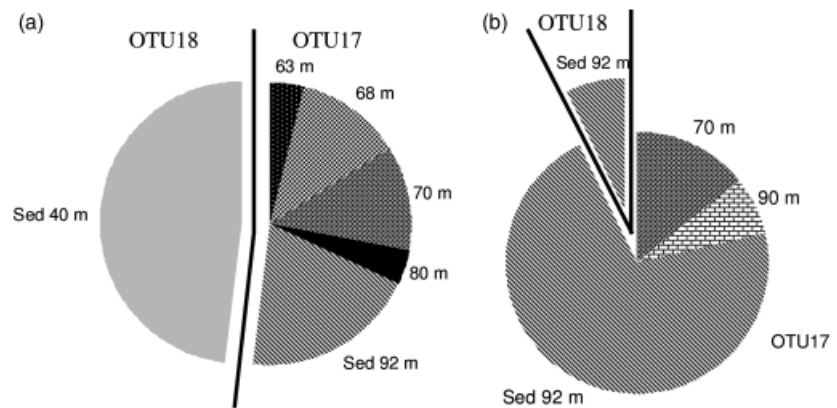 (a)
OTU18
OTU17
63 m
68 m
70 m
80 m
Sed 92 m
Sed 40 m
(b)
OTU18
Sed 92 m
70 m
90 m
OTU17
Sed 92 m